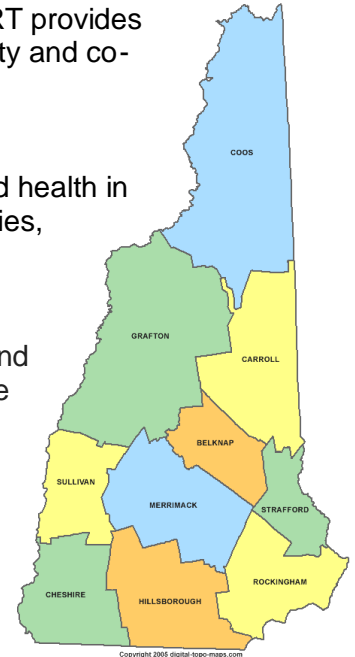 RT provides
ty and co-
d health in
ies,
nd
e
COOS
GRAFTON
CARROLL
BELKNAP
SULLIVAN
MERRIMACK
STRAFFORD
CHESHIRE
HILLSBOROUGH
ROCKINGHAM
Copyright 2005 digital-topo-maps.com